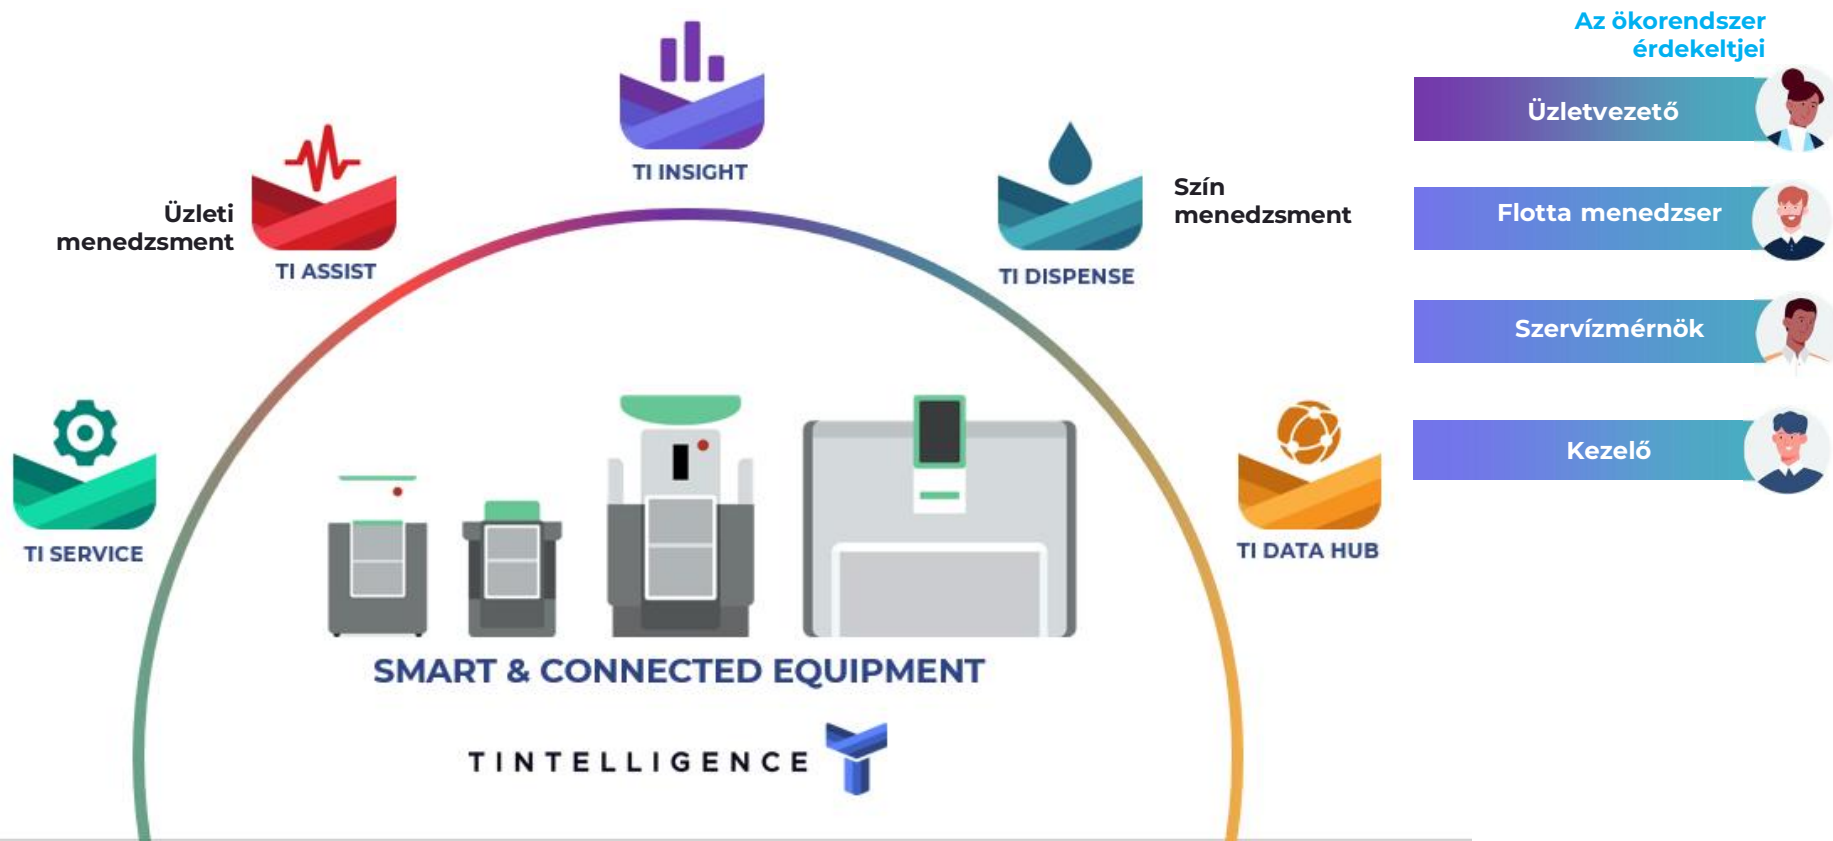 TI INSIGHT
Üzleti
menedzsment
TI ASSIST
TI DISPENSE
Szín
menedzsment
TI SERVICE
TI DATA HUB
SMART & CONNECTED EQUIPMENT
TINTELLIGENCE
Az ökorendszer
érdekeltjei
Üzletvezető
Flotta menedzser
Szervízmérnök
Kezelő